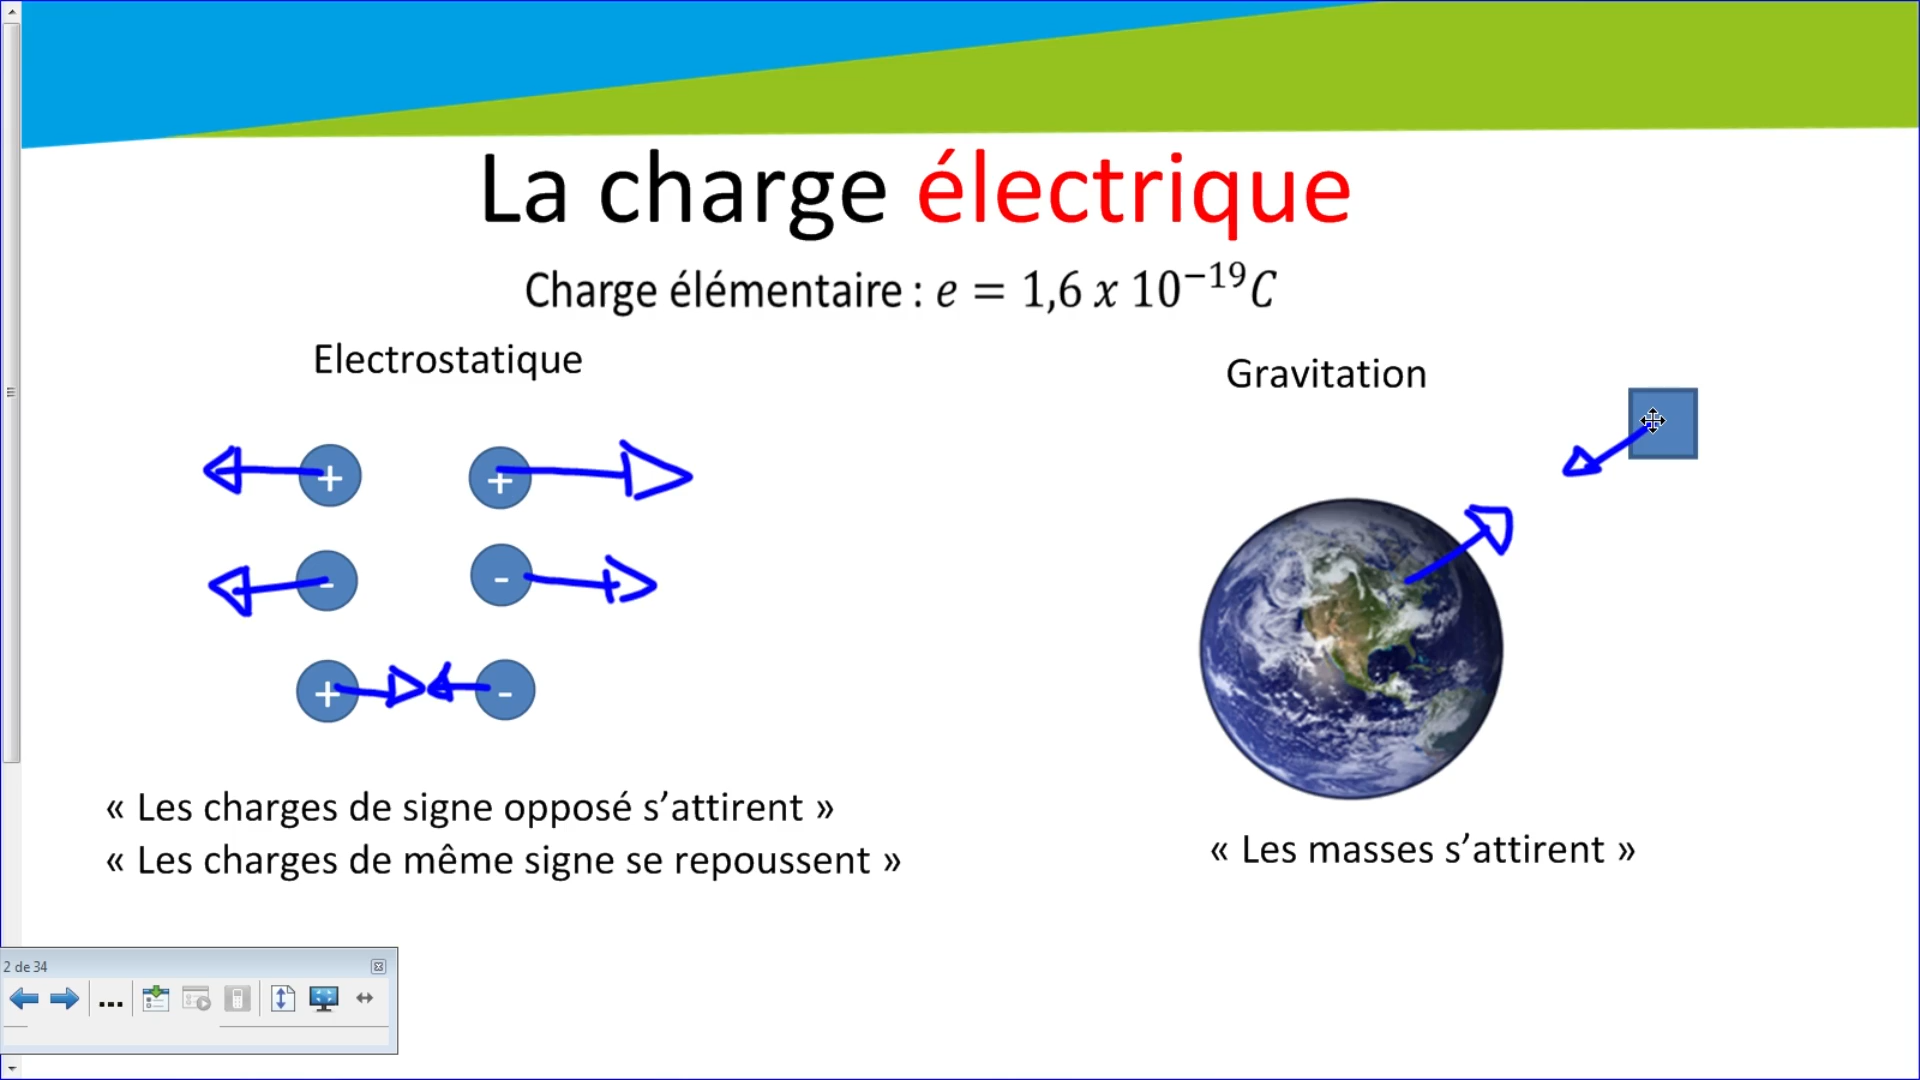 La charge électrique
Charge élémentaire : e = 1,6 x 10⁻¹⁹C
Electrostatique
Gravitation
+ +
- -
+ -
« Les charges de signe opposé s’attirent »
« Les charges de même signe se repoussent »
« Les masses s’attirent »
2 de 34
...